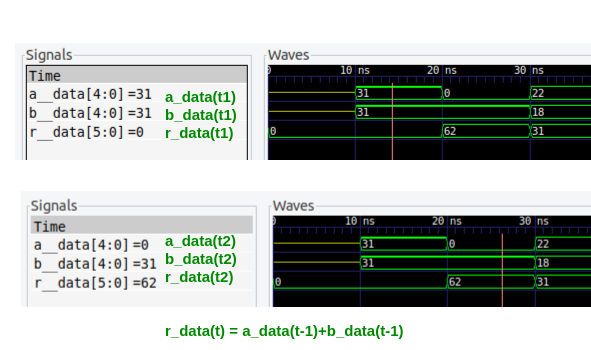 Signals
Waves
Time
0 10 ns 20 ns 30 ns
a__data[4:0] =31 a_data(t1) 31 0 22
b__data[4:0] =31 b_data(t1) 31 18
r__data[5:0] =0 r_data(t1) 0 62 31
Signals
Waves
Time
0 10 ns 20 ns 30 ns
a__data[4:0] =0 a_data(t2) 31 0 22
b__data[4:0] =31 b_data(t2) 31 18
r__data[5:0] =62 r_data(t2) 0 62 31
r_data(t) = a_data(t-1)+b_data(t-1)